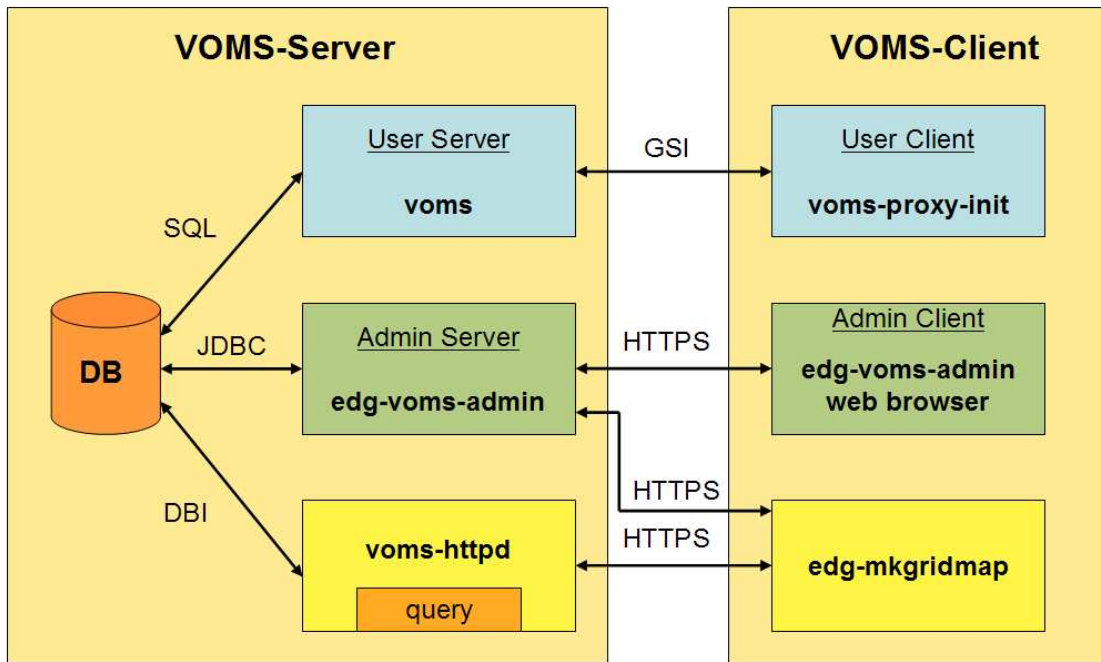 VOMS-Server
VOMS-Client
User Server
voms
GSI
User Client
voms-proxy-init
SQL
DB
JDBC
Admin Server
edg-voms-admin
HTTPS
Admin Client
edg-voms-admin
web browser
DBI
HTTPS
HTTPS
voms-httpd
query
edg-mkgridmap